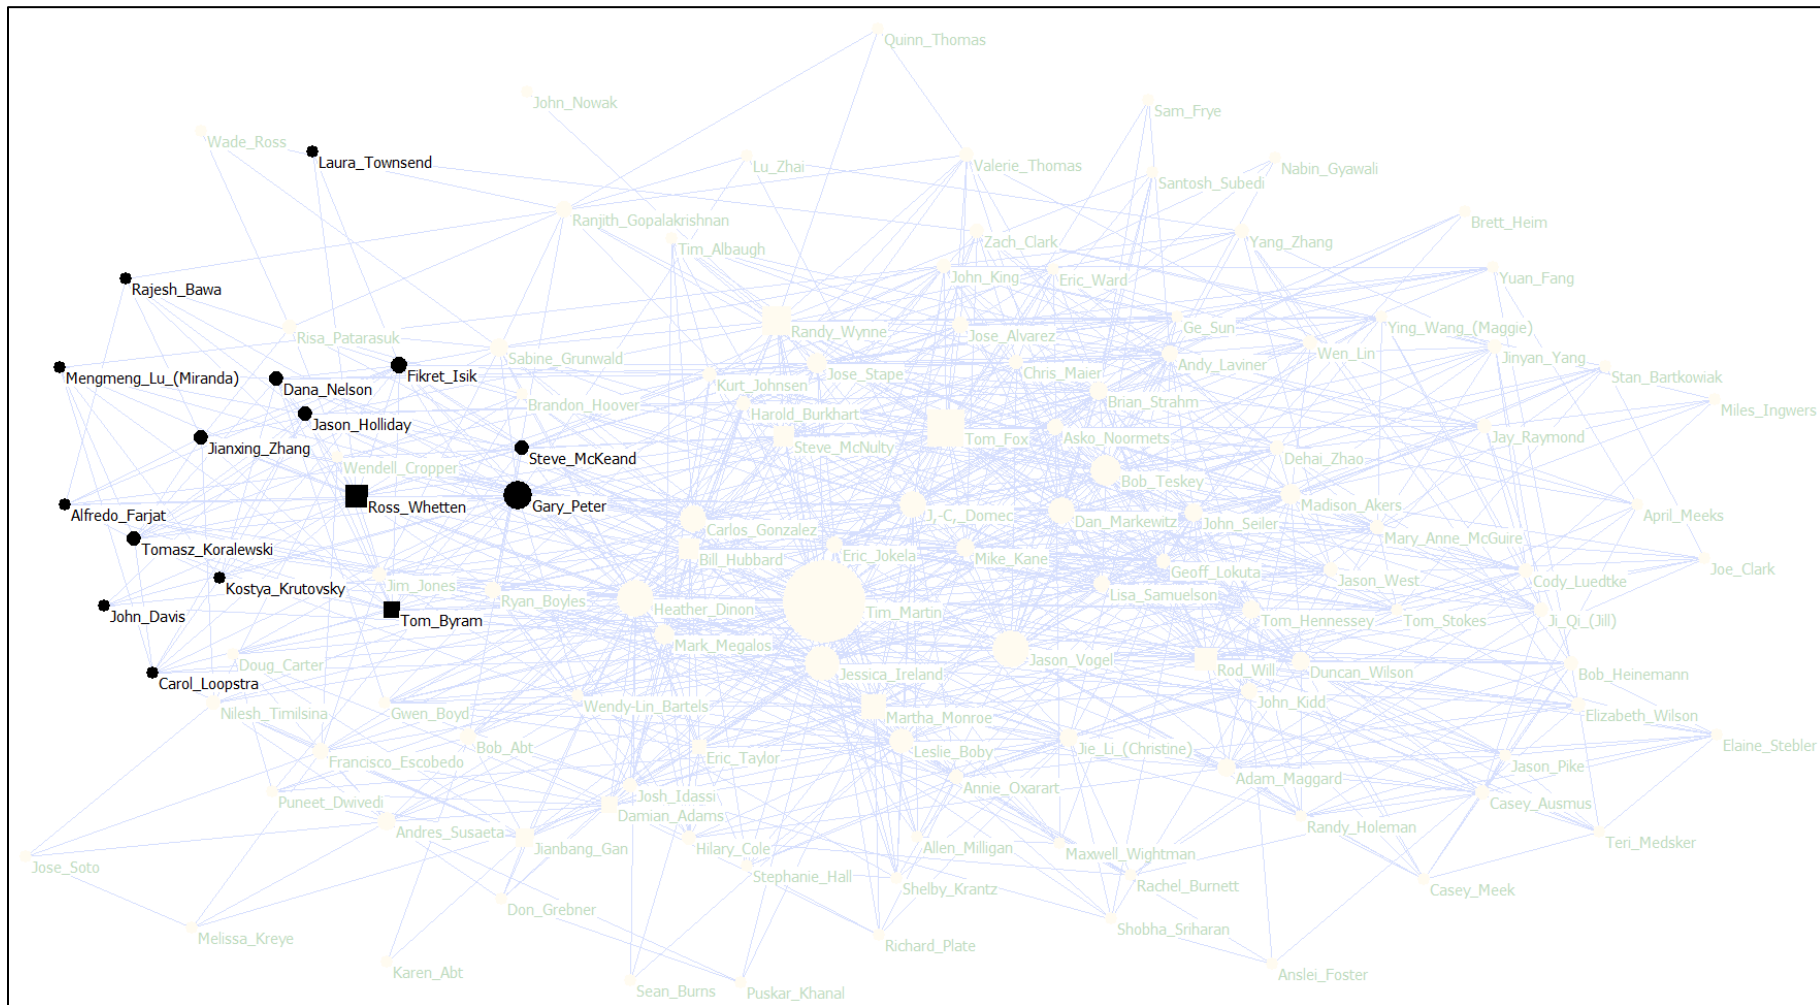 Quinn_Thomas
John_Nowak
Sam_Frye
Wade_Ross
Laura_Townsend
Lu_Zhai
Valerie_Thomas
Nabin_Gyawali
Santosh_Subedi
Ranjith_Gopalakrishnan
Brett_Heim
Tim_Albaugh
Zach_Clark
Yang_Zhang
Rajesh_Bawa
John_King
Eric_Ward
Yuan_Fang
Risa_Patarasuk
Randy_Wynne
Jose_Alvarez
Ge_Sun
Ying_Wang_(Maggie)
Sabine_Grunwald
Wen_Lin
Jinyan_Yang
Mengmeng_Lu_(Miranda)
Fikret_Isik
Jose_Stape
Chris_Maier
Andy_Laviner
Stan_Bartkowiak
Dana_Nelson
Kurt_Johnsen
Brandon_Hoover
Brian_Strahm
Miles_Ingwers
Jason_Holliday
Harold_Burkhart
Jianxing_Zhang
Steve_McNulty
Tom_Fox
Asko_Noormets
Jay_Raymond
Steve_McKeand
Dehai_Zhao
Wendell_Cropper
Bob_Teskey
Ross_Whetten
Gary_Peter
Madison_Akers
Alfredo_Farjat
Carlos_Gonzalez
J,-C,_Domec
Dan_Markewitz
John_Seiler
April_Meeks
Mary_Anne_McGuire
Tomasz_Koralewski
Bill_Hubbard
Eric_Jokela
Mike_Kane
Geoff_Lokuta
Joe_Clark
Jim_Jones
Kostya_Krutovsky
Jason_West
Cody_Luedtke
Ryan_Boyles
Lisa_Samuelson
John_Davis
Tom_Byram
Heather_Dinon
Tim_Martin
Tom_Hennessey
Tom_Stokes
Ji_Qi_(Jill)
Mark_Megalos
Doug_Carter
Jason_Vogel
Carol_Loopstra
Jessica_Ireland
Rod_Will
Duncan_Wilson
Bob_Heinemann
Nilesh_Timilsina
Gwen_Boyd
Wendy-Lin_Bartels
John_Kidd
Martha_Monroe
Elizabeth_Wilson
Bob_Abt
Leslie_Boby
Jie_Li_(Christine)
Elaine_Stebler
Francisco_Escobedo
Eric_Taylor
Jason_Pike
Adam_Maggard
Puneet_Dwivedi
Josh_Idassi
Annie_Oxarart
Casey_Ausmus
Damian_Adams
Andres_Susaeta
Randy_Holeman
Jianbang_Gan
Hilary_Cole
Allen_Milligan
Maxwell_Wightman
Teri_Medsker
Jose_Soto
Stephanie_Hall
Shelby_Krantz
Rachel_Burnett
Casey_Meek
Don_Grebner
Shobha_Sriharan
Melissa_Kreye
Richard_Plate
Karen_Abt
Anslei_Foster
Sean_Burns
Puskar_Khanal